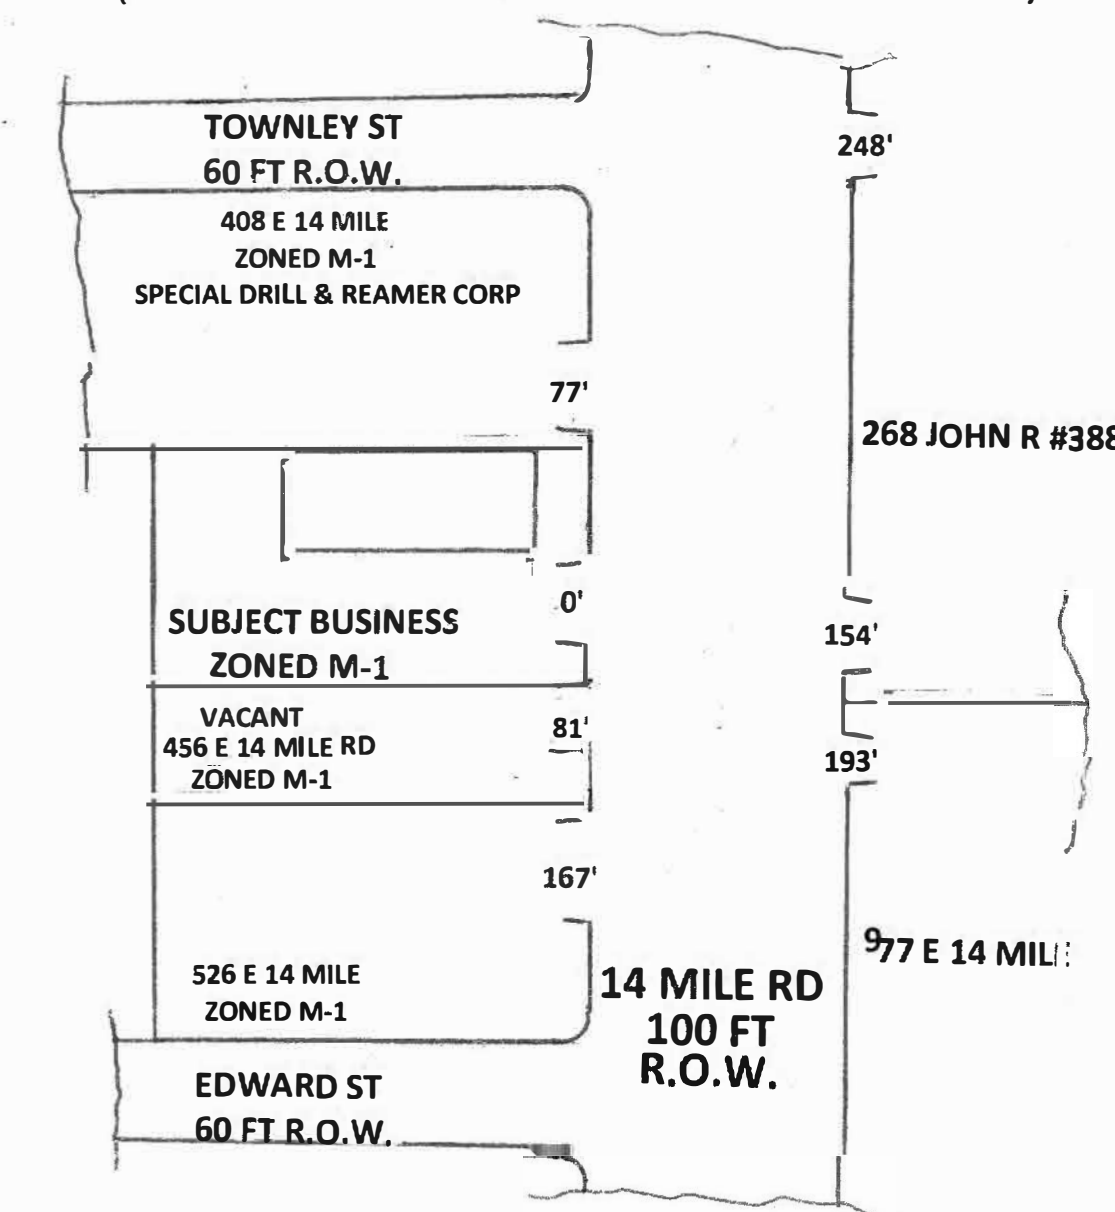 TOWNLEY ST
60 FT R.O.W.
248'
408 E 14 MILE
ZONED M-1
SPECIAL DRILL & REAMER CORP
77'
268 JOHN R #388
0'
SUBJECT BUSINESS
ZONED M-1
154'
VACANT
456 E 14 MILE RD
ZONED M-1
81'
193'
167'
977 E 14 MILE
526 E 14 MILE
ZONED M-1
14 MILE RD
100 FT
R.O.W.
EDWARD ST
60 FT R.O.W.